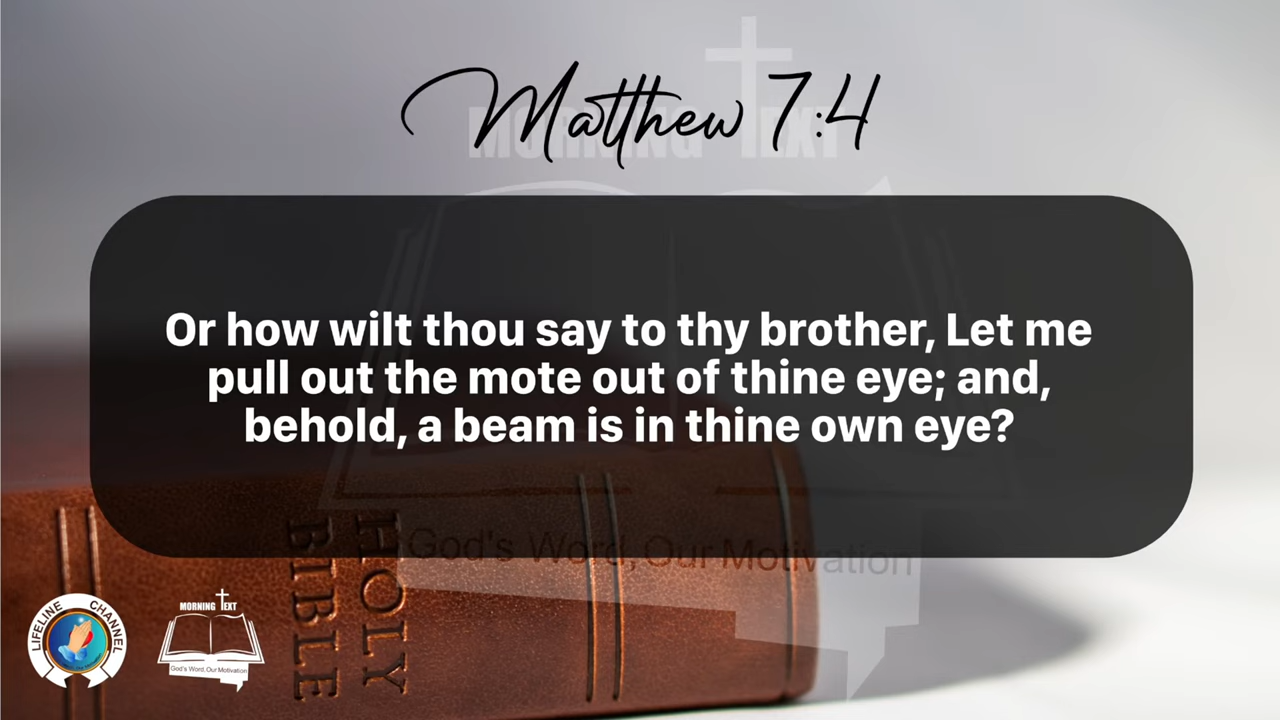 Matthew 7:4
MORNING TEXT
Or how wilt thou say to thy brother, Let me
pull out the mote out of thine eye; and,
behold, a beam is in thine own eye?
God's Word, Our Motivation
HOLY
BIBLE
LIFELINE CHANNEL
MORNING TEXT
God's Word, Our Motivation